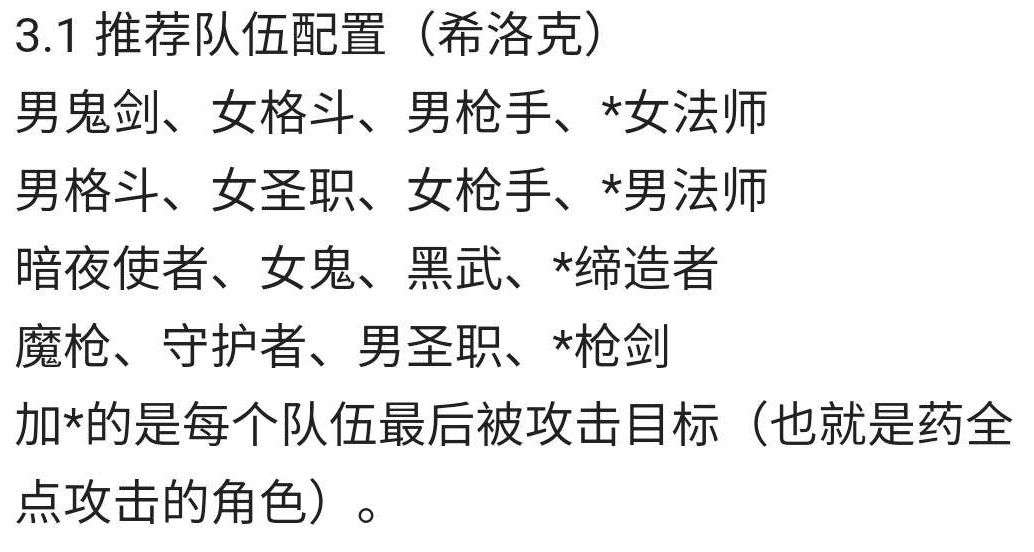 3.1 推荐队伍配置（希洛克）
男鬼剑、女格斗、男枪手、*女法师
男格斗、女圣职、女枪手、*男法师
暗夜使者、女鬼、黑武、*缔造者
魔枪、守护者、男圣职、*枪剑
加*的是每个队伍最后被攻击目标（也就是药全
点攻击的角色）。